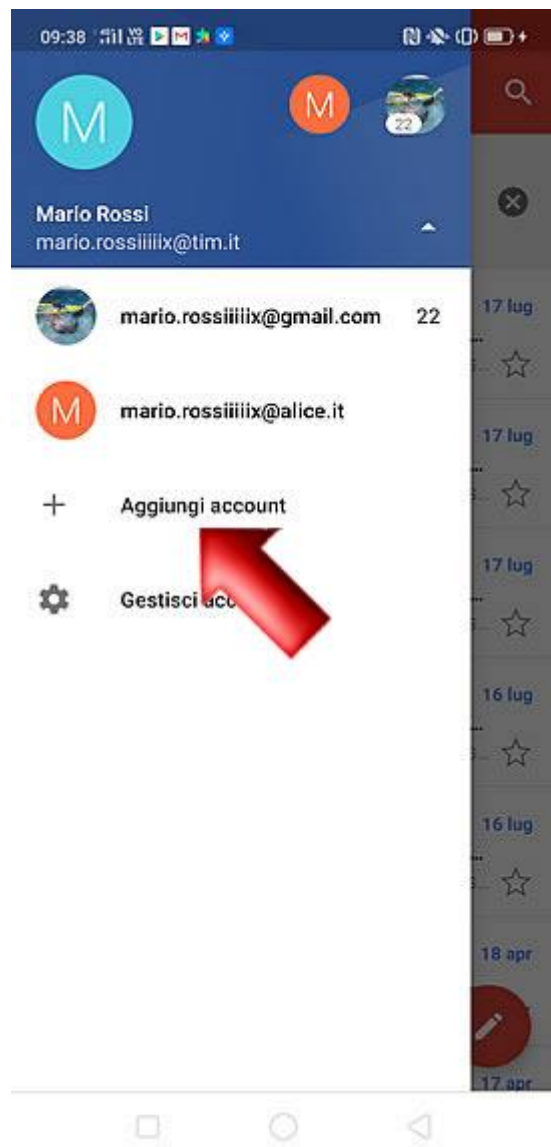 09:38
M M
22
Mario Rossi
mario.rossiiiiix@tim.it
mario.rossiiiiix@gmail.com 22
M mario.rossiiiiix@alice.it
Aggiungi account
Gestisci acc
17 lug
17 lug
17 lug
16 lug
16 lug
18 apr
17 apr